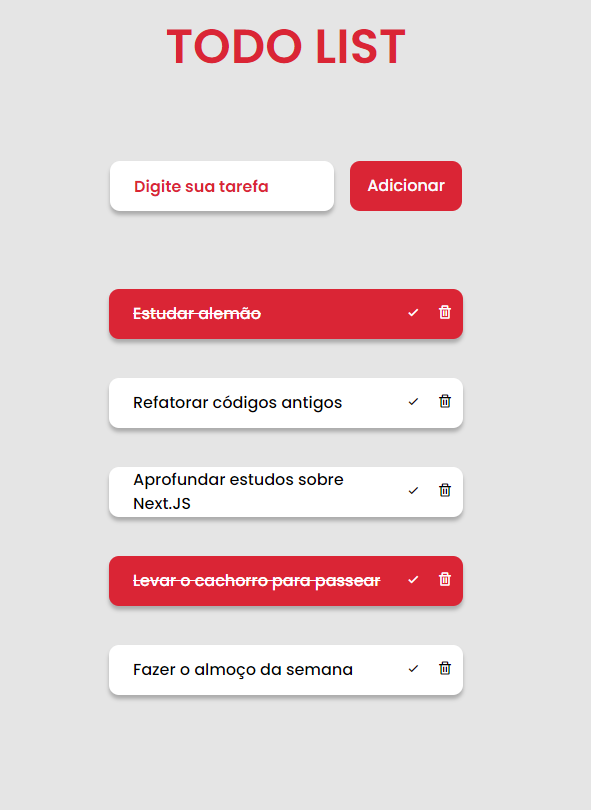 TODO LIST
Digite sua tarefa
Adicionar
Estudar alemão
Refatorar códigos antigos
Aprofundar estudos sobre
Next.JS
Levar o cachorro para passear
Fazer o almoço da semana